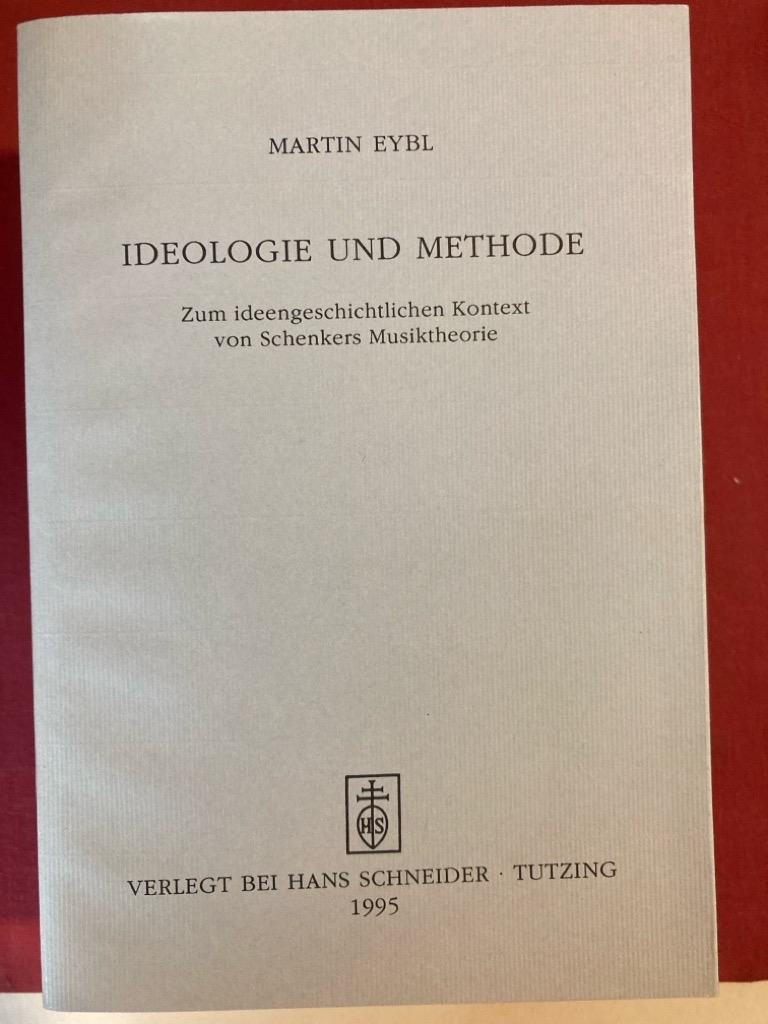 MARTIN EYBL
IDEOLOGIE UND METHODE
Zum ideengeschichtlichen Kontext
von Schenkers Musiktheorie
HS
VERLEGT BEI HANS SCHNEIDER · TUTZING
1995